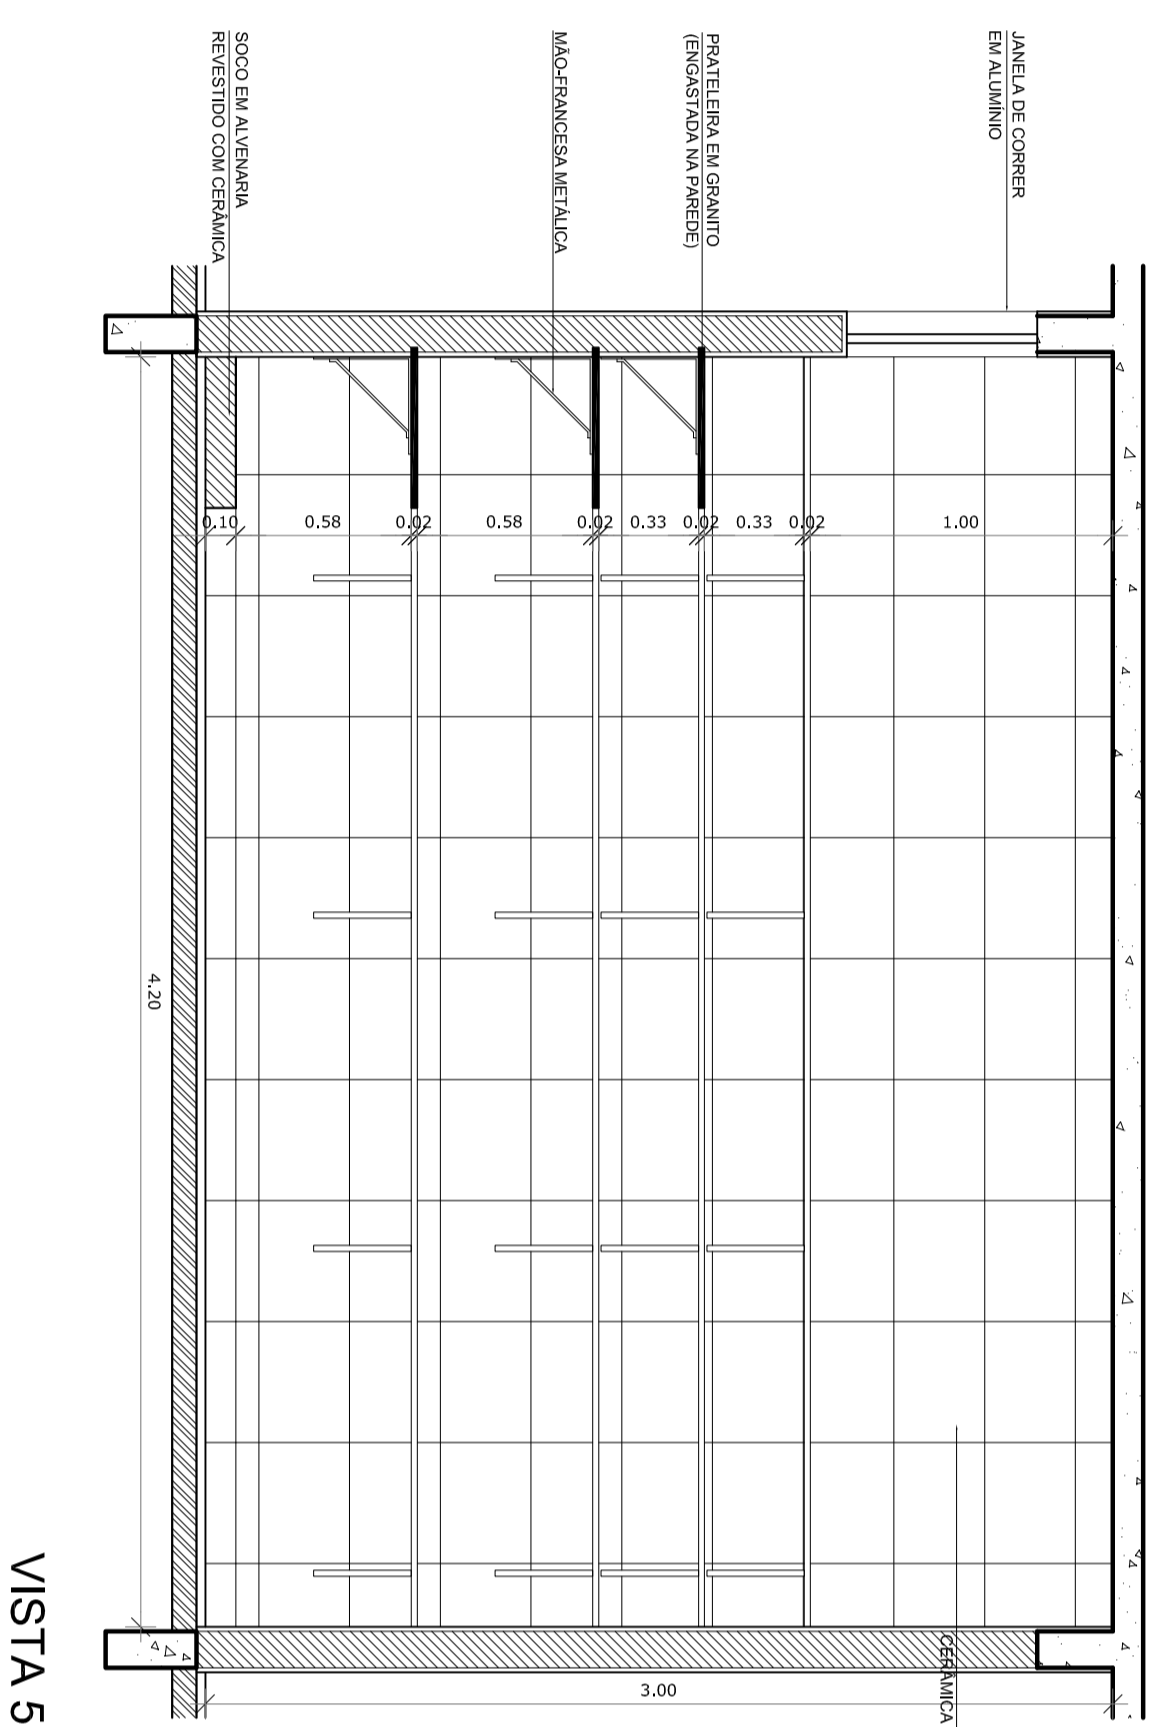 JANELA DE CORRER
EM ALUMÍNIO
PRATELEIRA EM GRANITO
(ENGASTADA NA PAREDE)
MÃO-FRANCESA METÁLICA
SOCO EM ALVENARIA
REVESTIDO COM CERÂMICA
0.10
0.58
0.02
0.58
0.02
0.33
0.02
0.33
0.02
1.00
4.20
CERÂMICA
3.00
VISTA 5